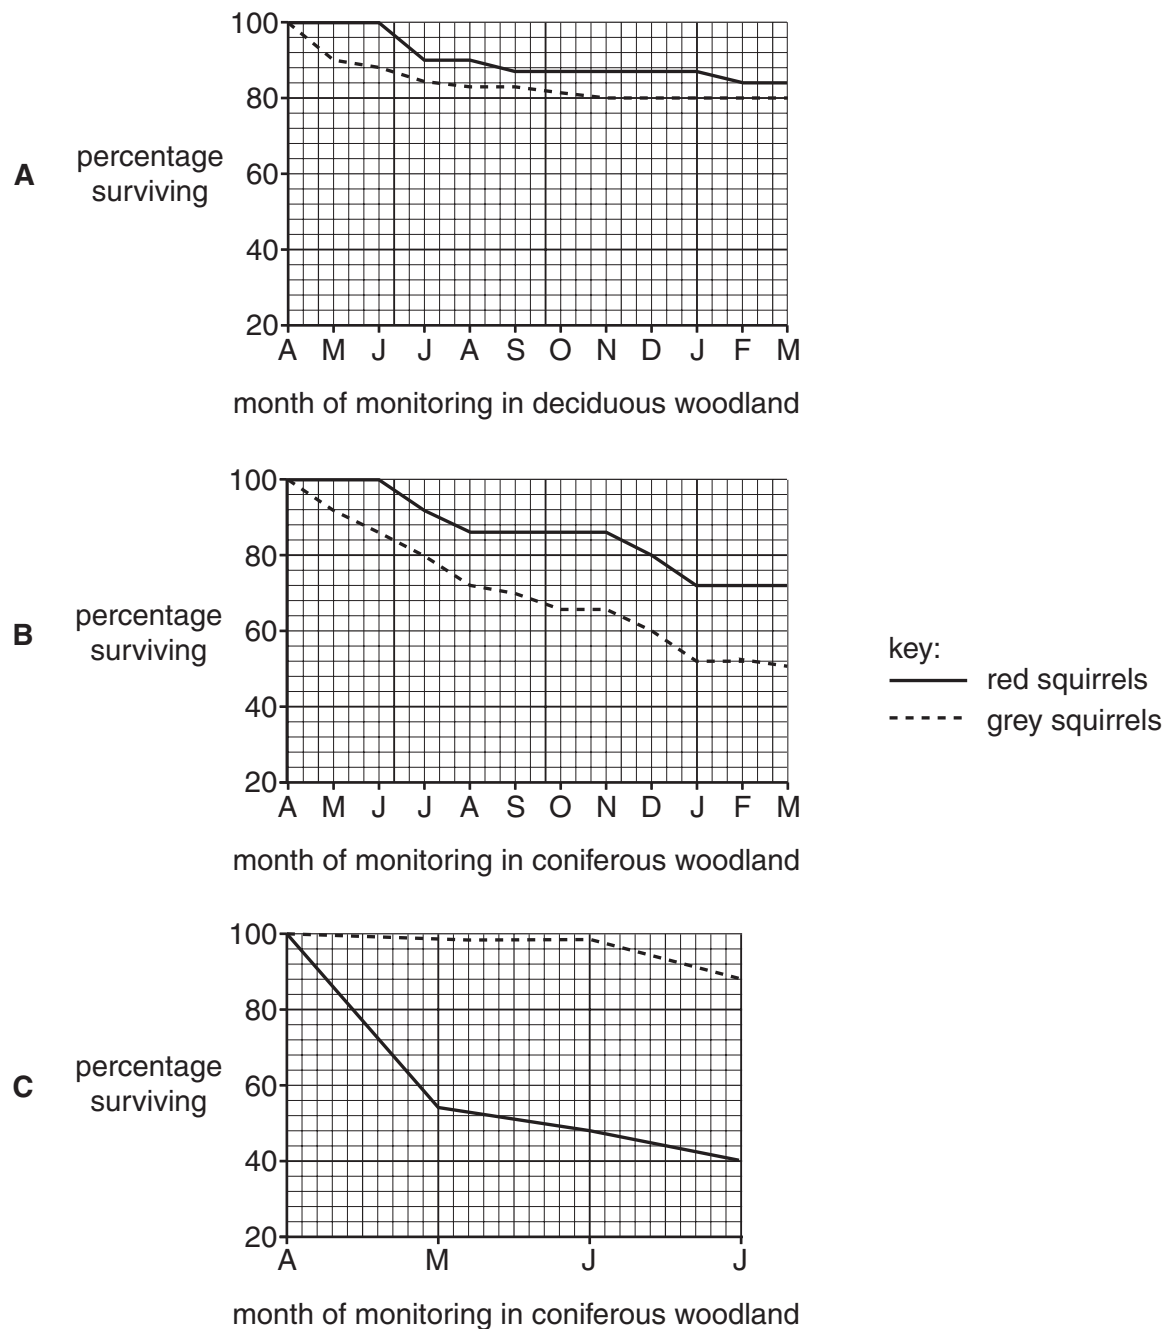 A
percentage
surviving
100
80
60
40
20
A M J J A S O N D J F M
month of monitoring in deciduous woodland
B
percentage
surviving
100
80
60
40
20
A M J J A S O N D J F M
month of monitoring in coniferous woodland
key:
red squirrels
grey squirrels
C
percentage
surviving
100
80
60
40
20
A M J J
month of monitoring in coniferous woodland